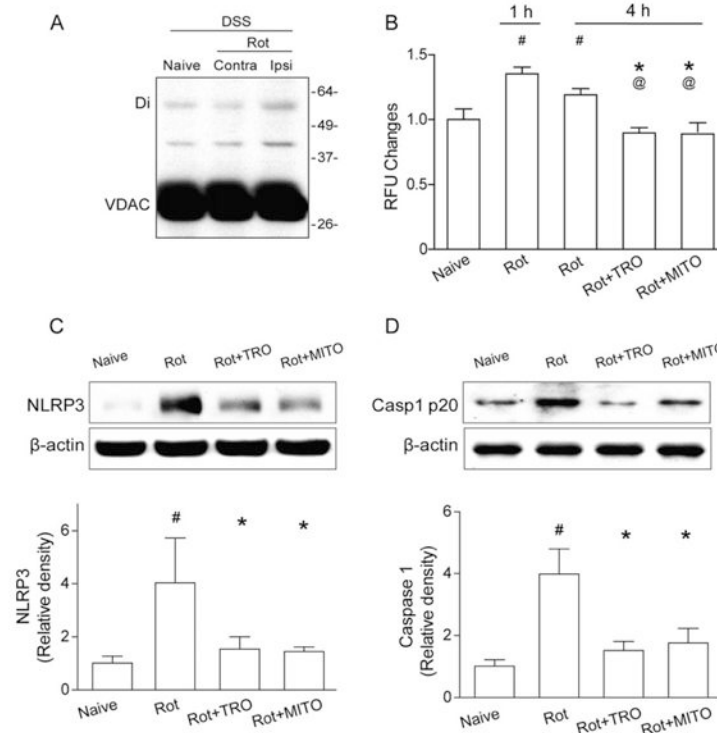 A
DSS
Rot
Naive Contra Ipsi
Di
VDAC
-64-
-49-
-37-
-26-
B
1 h 4 h
# # * *
@ @
RFU Changes
1.5
1.0
0.5
0
Naive Rot Rot Rot+TRO Rot+MITO
C
Naive Rot Rot+TRO Rot+MITO
NLRP3
β-actin
NLRP3
(Relative density)
6
4
2
0
# * *
Naive Rot Rot+TRO Rot+MITO
D
Naive Rot Rot+TRO Rot+MITO
Casp1 p20
β-actin
Caspase 1
(Relative density)
6
4
2
0
# * *
Naive Rot Rot+TRO Rot+MITO